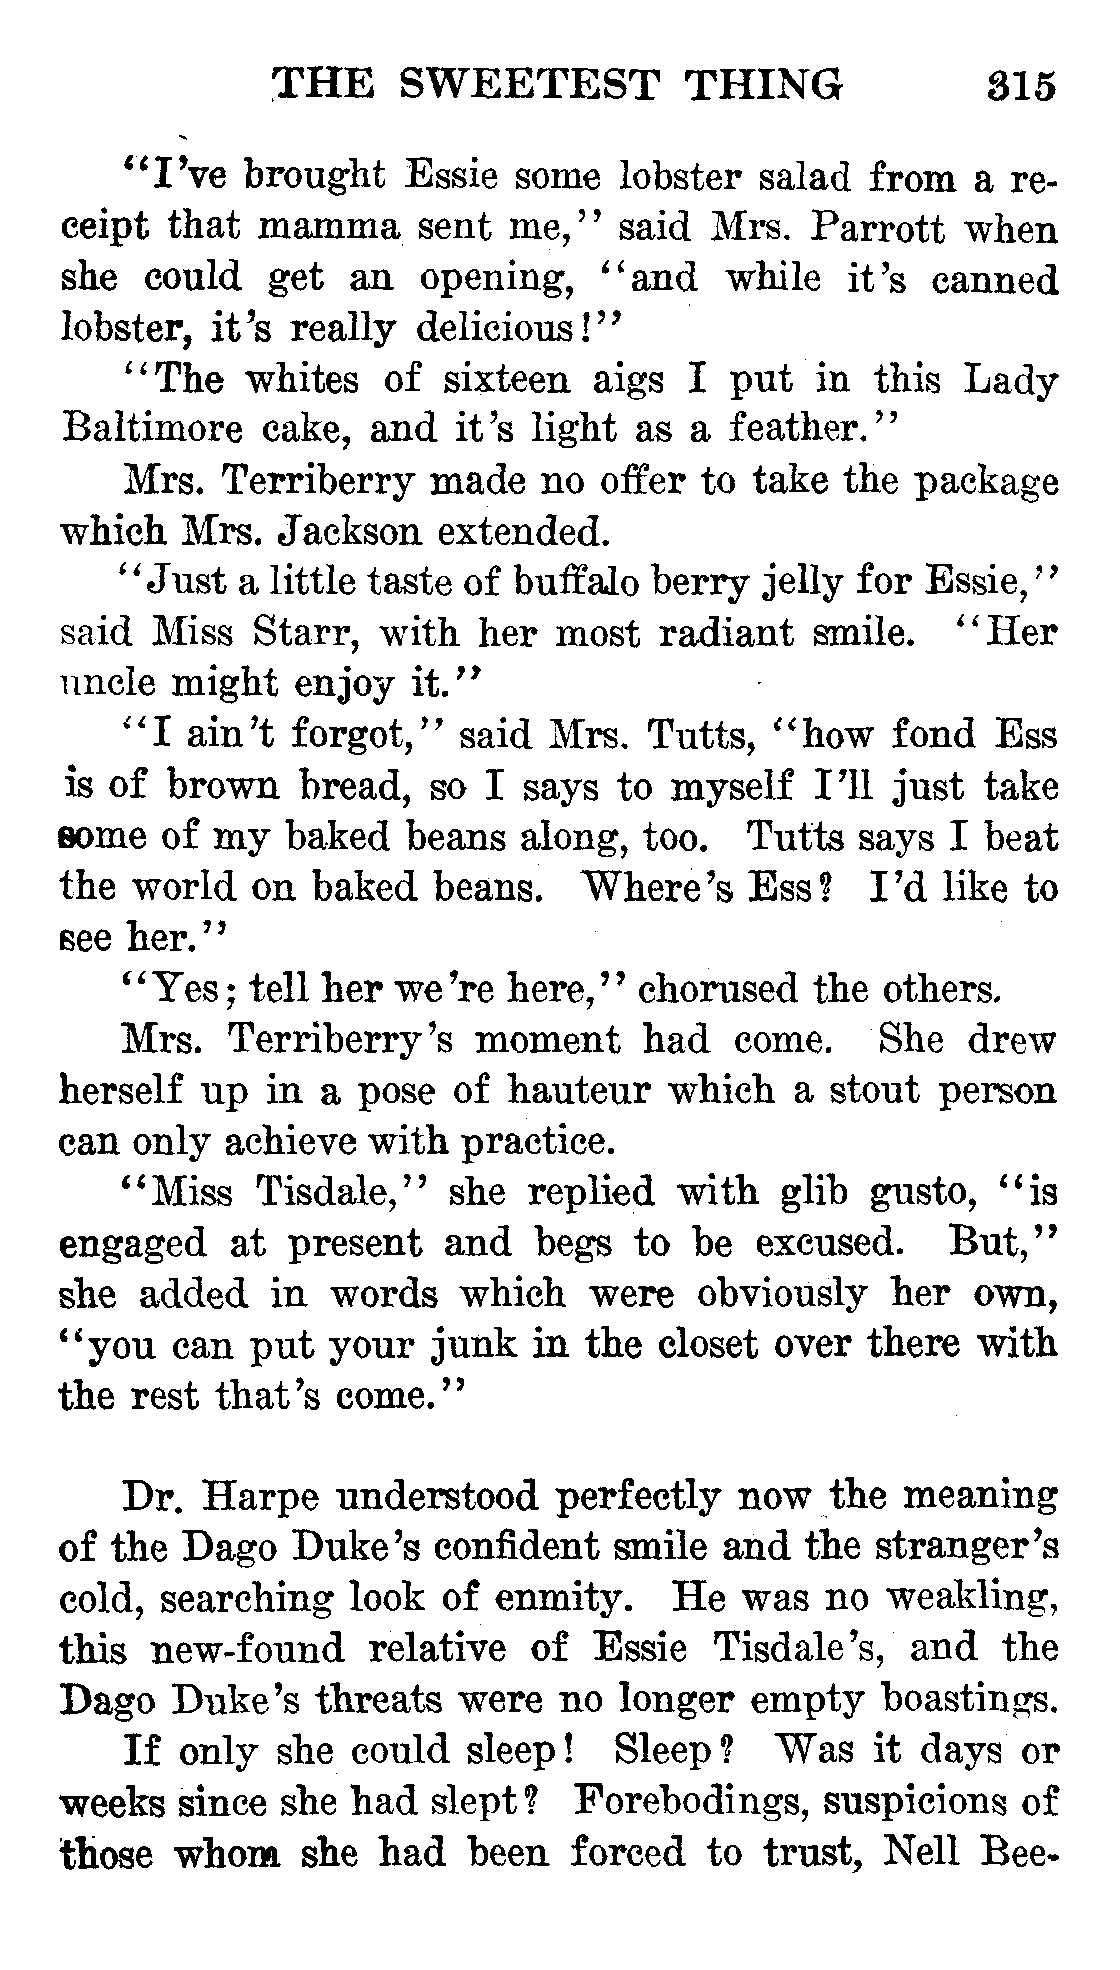 THE SWEETEST THING 315
"I've brought Essie some lobster salad from a re-
ceipt that mamma sent me," said Mrs. Parrott when
she could get an opening, "and while it's canned
lobster, it's really delicious!"
"The whites of sixteen aigs I put in this Lady
Baltimore cake, and it's light as a feather."
Mrs. Terriberry made no offer to take the package
which Mrs. Jackson extended.
"Just a little taste of buffalo berry jelly for Essie,"
said Miss Starr, with her most radiant smile. "Her
uncle might enjoy it."
"I ain't forgot," said Mrs. Tutts, "how fond Ess
is of brown bread, so I says to myself I'll just take
some of my baked beans along, too. Tutts says I beat
the world on baked beans. Where's Ess? I'd like to
see her."
"Yes; tell her we're here," chorused the others.
Mrs. Terriberry's moment had come. She drew
herself up in a pose of hauteur which a stout person
can only achieve with practice.
"Miss Tisdale," she replied with glib gusto, "is
engaged at present and begs to be excused. But,"
she added in words which were obviously her own,
"you can put your junk in the closet over there with
the rest that's come."
Dr. Harpe understood perfectly now the meaning
of the Dago Duke's confident smile and the stranger's
cold, searching look of enmity. He was no weakling,
this new-found relative of Essie Tisdale's, and the
Dago Duke's threats were no longer empty boastings.
If only she could sleep! Sleep? Was it days or
weeks since she had slept? Forebodings, suspicions of
those whom she had been forced to trust, Nell Bee-